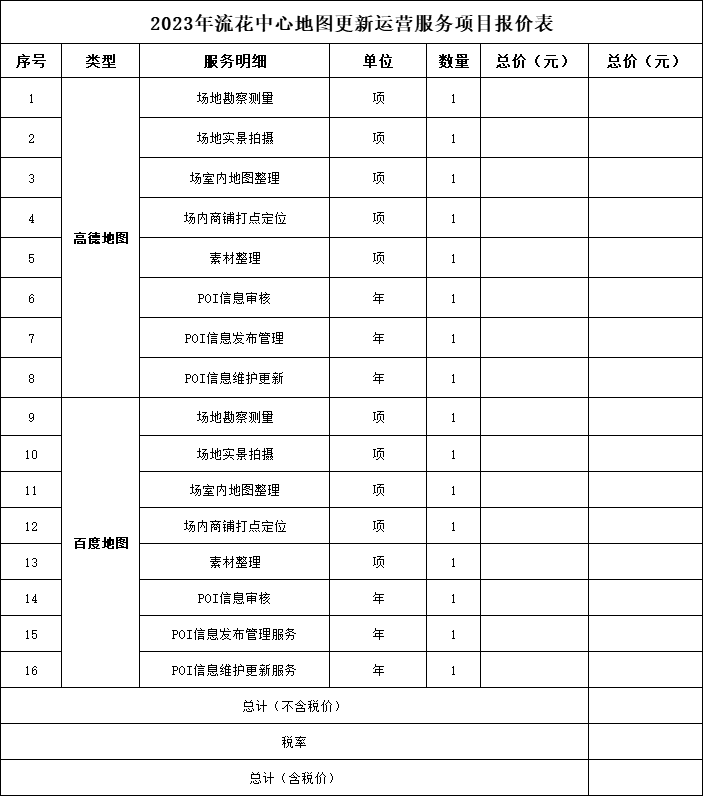 2023年流花中心地图更新运营服务项目报价表
序号 类型 服务明细 单位 数量 总价（元） 总价（元）
1 高德地图 场地勘察测量 项 1
2 场地实景拍摄 项 1
3 场室内地图整理 项 1
4 场内商铺打点定位 项 1
5 素材整理 项 1
6 POI信息审核 年 1
7 POI信息发布管理 年 1
8 POI信息维护更新 年 1
9 百度地图 场地勘察测量 项 1
10 场地实景拍摄 项 1
11 场室内地图整理 项 1
12 场内商铺打点定位 项 1
13 素材整理 项 1
14 POI信息审核 年 1
15 POI信息发布管理服务 年 1
16 POI信息维护更新服务 年 1
总计（不含税价）
税率
总计（含税价）